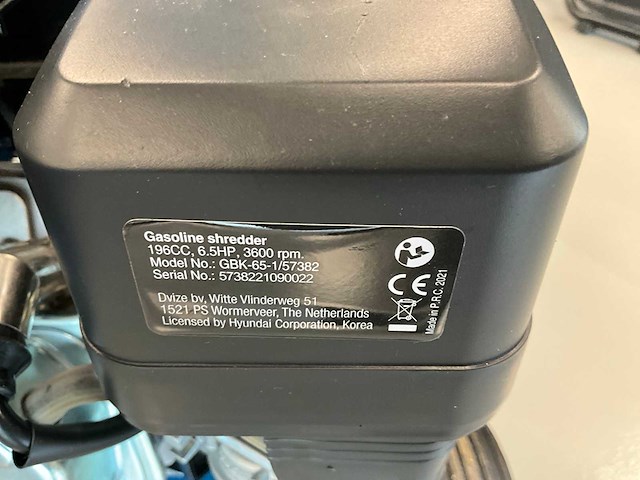 Gasoline shredder
196CC, 6.5HP, 3600 rpm.
Model No.: GBK-65-1/57382
Serial No.: 5738221090022
Dvize bv, Witte Vlinderweg 51
1521 PS Wormerveer, The Netherlands
Licensed by Hyundai Corporation, Korea
CE
Made in P.R.C. 2021